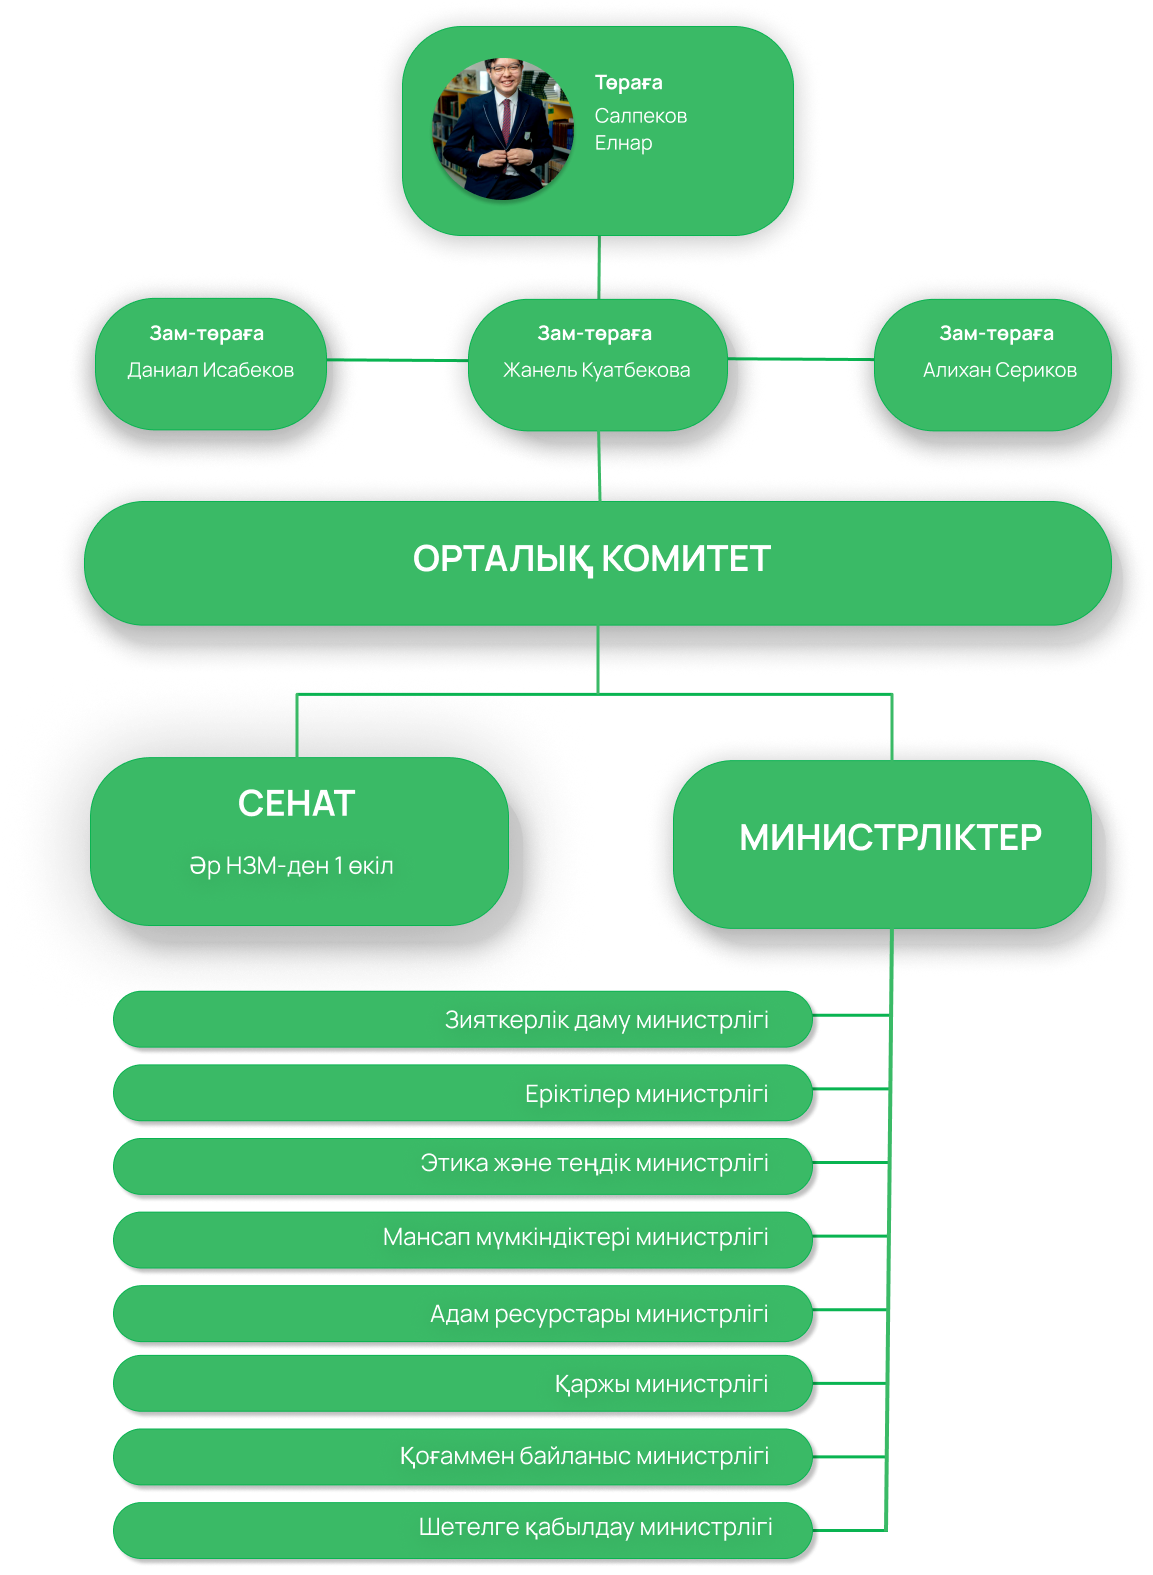 Төраға
Салпеков
Елнар
Зам-төраға
Даниал Исабеков
Зам-төраға
Жанель Куатбекова
Зам-төраға
Алихан Сериков
ОРТАЛЫҚ КОМИТЕТ
СЕНАТ
Әр НЗМ-ден 1 өкіл
МИНИСТРЛІКТЕР
Зияткерлік даму министрлігі
Еріктілер министрлігі
Этика және теңдік министрлігі
Мансап мүмкіндіктері министрлігі
Адам ресурстары министрлігі
Қаржы министрлігі
Қоғаммен байланыс министрлігі
Шетелге қабылдау министрлігі